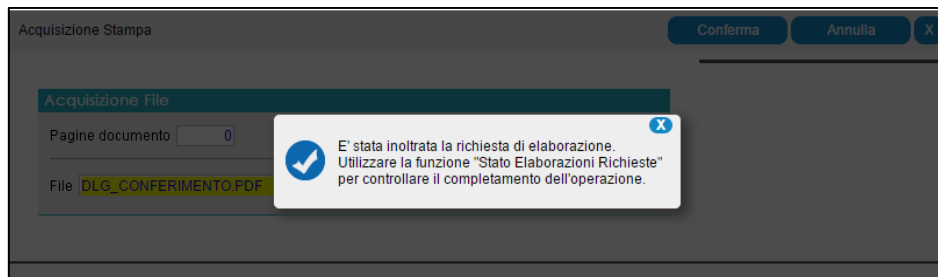 Acquisizione Stampa
Conferma
Annulla
X
Acquisizione File
Pagine documento 0
X
E' stata inoltrata la richiesta di elaborazione.
Utilizzare la funzione "Stato Elaborazioni Richieste"
per controllare il completamento dell'operazione.
File DLG_CONFERIMENTO.PDF